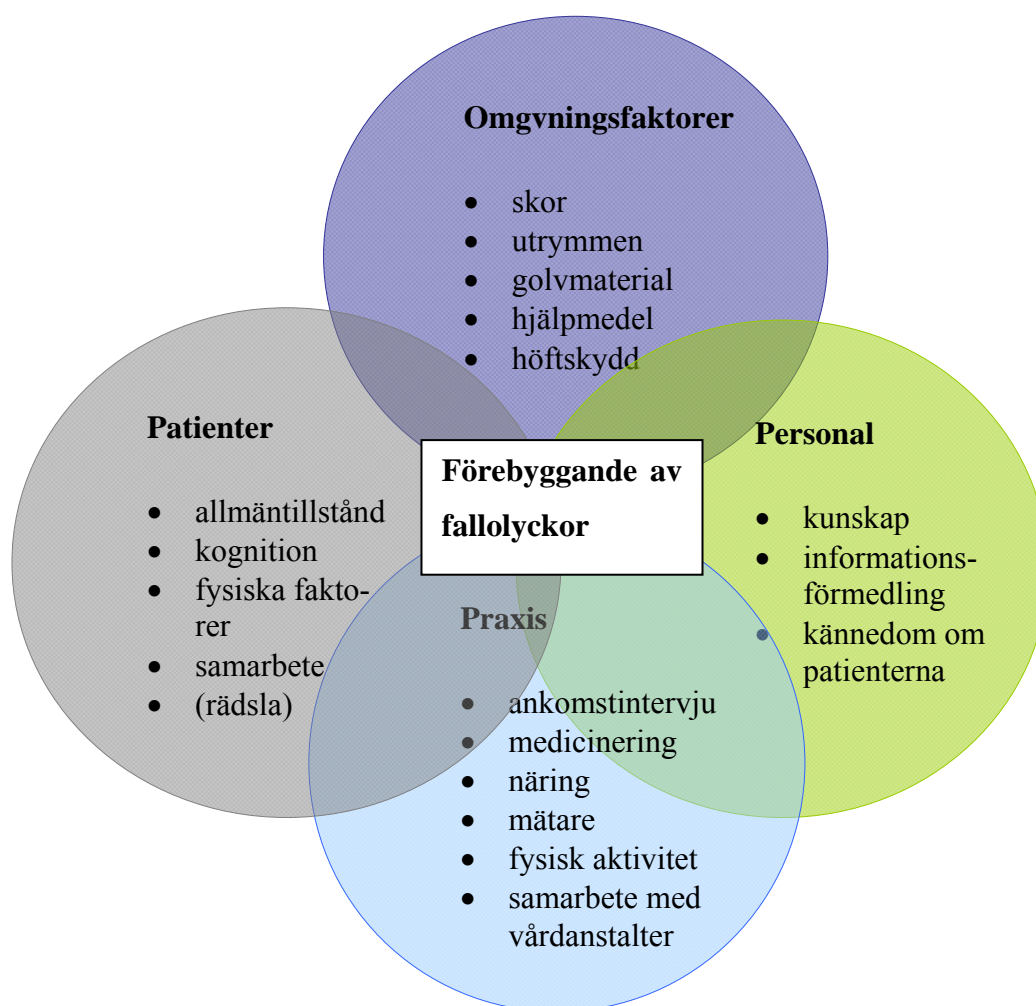 Omgvningsfaktorer
• skor
• utrymmen
• golvmaterial
• hjälpmedel
• höftskydd
Patienter
• allmäntillstånd
• kognition
• fysiska fakto-
rer
• samarbete
• (rädsla)
Förebyggande av
fallolyckor
Personal
• kunskap
• informations-
förmedling
• kännedom om
patienterna
Praxis
• ankomstintervju
• medicinering
• näring
• mätare
• fysisk aktivitet
• samarbete med
vårdanstalter